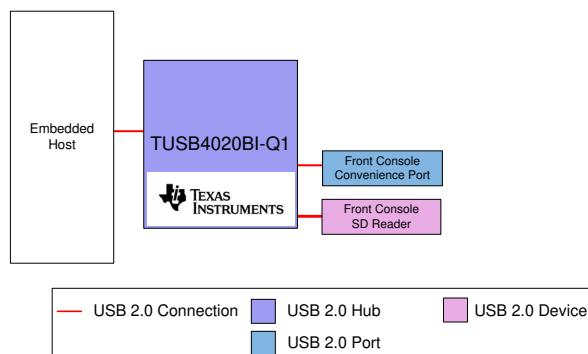 Embedded
Host
TUSB4020BI-Q1
TEXAS
INSTRUMENTS
Front Console
Convenience Port
Front Console
SD Reader
USB 2.0 Connection
USB 2.0 Hub
USB 2.0 Device
USB 2.0 Port